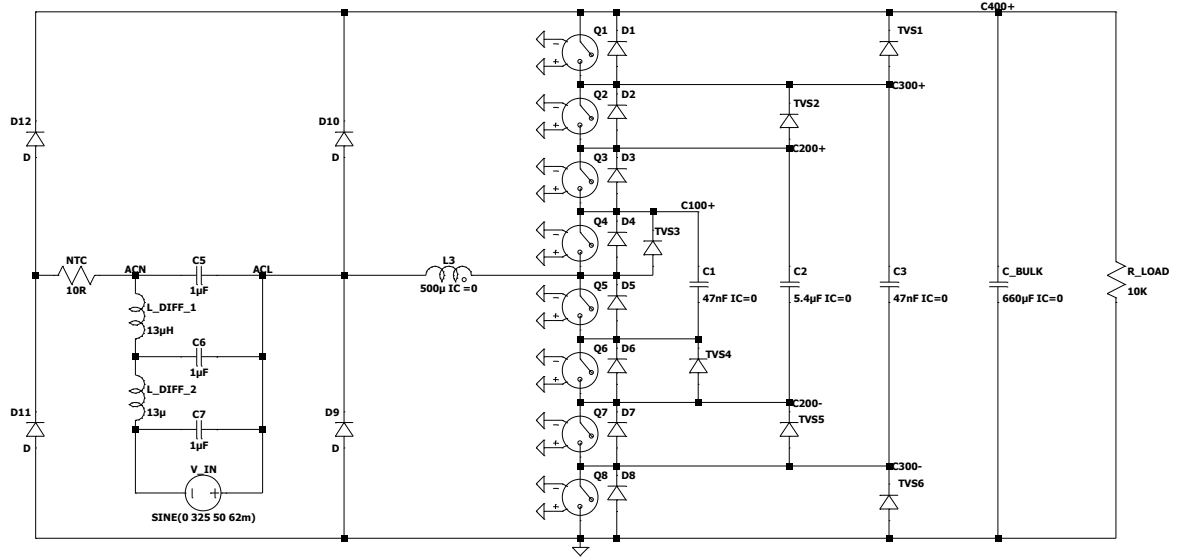 C400+
Q1
D1
TVS1
C300+
Q2
D2
TVS2
D12
D
D10
C200+
Q3
D3
C100+
Q4
D4
TVS3
NTC
10R
ACN
C5
1µF
ACL
L3
500µ IC =0
C1
47nF IC=0
C2
5.4µF IC=0
C3
47nF IC=0
C_BULK
660µF IC=0
R_LOAD
10K
Q5
D5
L_DIFF_1
13µH
C6
1µF
Q6
D6
TVS4
L_DIFF_2
13µ
C7
1µF
C200-
D11
D
D9
Q7
D7
TVS5
V_IN
SINE(0 325 50 62m)
C300-
Q8
D8
TVS6